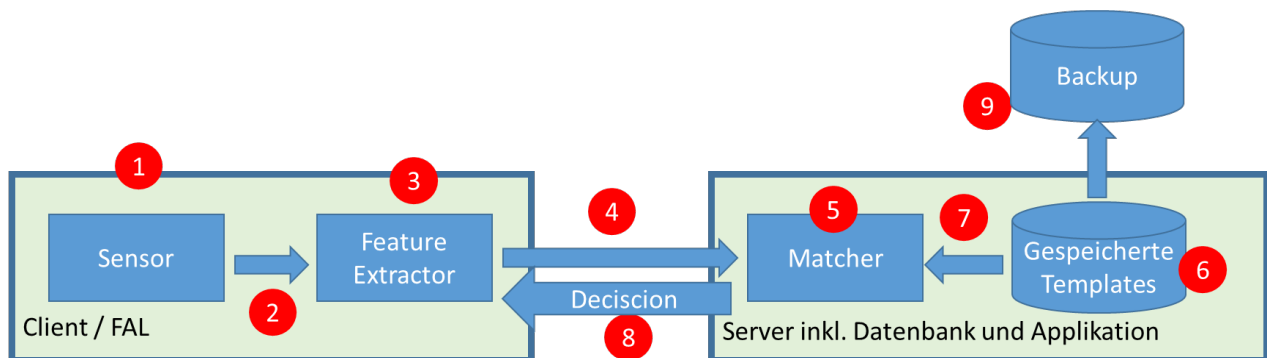 Backup
9
1
3
4
5
7
Sensor
Feature
Extractor
Matcher
Gespeicherte
Templates
6
2
Deciscion
8
Client / FAL
Server inkl. Datenbank und Applikation